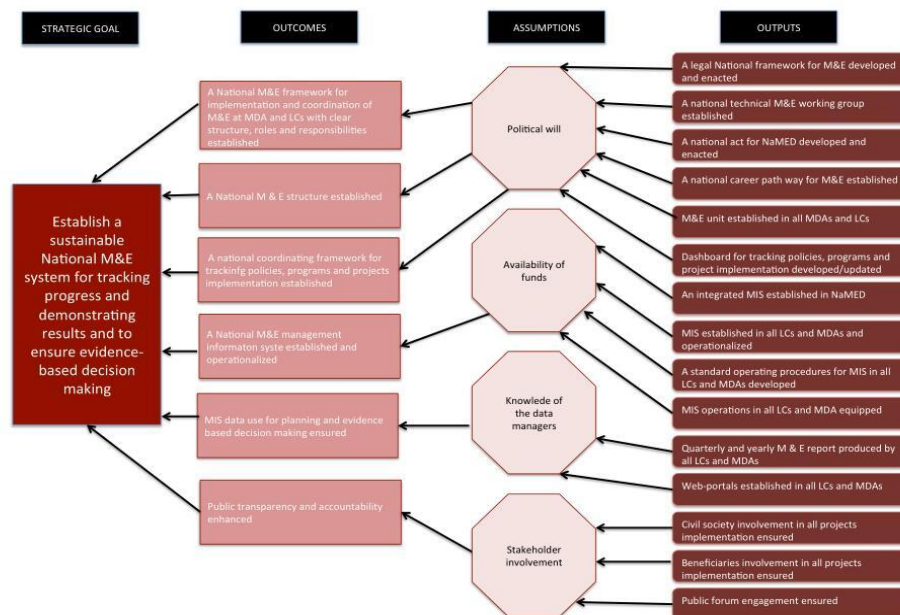 STRATEGIC GOAL
OUTCOMES
ASSUMPTIONS
OUTPUTS
Establish a
sustainable
National M&E
system for tracking
progress and
demonstrating
results and to
ensure evidence-
based decision
making
A National M&E framework for
implementation and coordination of
M&E at MDA and LCs with clear
structure, roles and responsibilities
established
A National M & E structure established
A national coordinating framework for
trackinfg policies, programs and projects
implementation established
A National M&E management
informaton syste established and
operationalized
MIS data use for planning and evidence
based decision making ensured
Public transparency and accountability
enhanced
Political will
Availability of
funds
Knowlede of
the data
managers
Stakeholder
involvement
A legal National framework for M&E developed
and enacted
A national technical M&E working group
established
A national act for NaMED developed and
enacted
A national career path way for M&E established
M&E unit established in all MDAs and LCs
Dashboard for tracking policies, programs and
project implementation developed/updated
An integrated MIS established in NaMED
MIS established in all LCs and MDAs and
operationalized
A standard operating procedures for MIS in all
LCs and MDAs developed
MIS operations in all LCs and MDA equipped
Quarterly and yearly M & E report produced by
all LCs and MDAs
Web-portals established in all LCs and MDAs
Civil society involvement in all projects
implementation ensured
Beneficiaries involvement in all projects
implementation ensured
Public forum engagement ensured